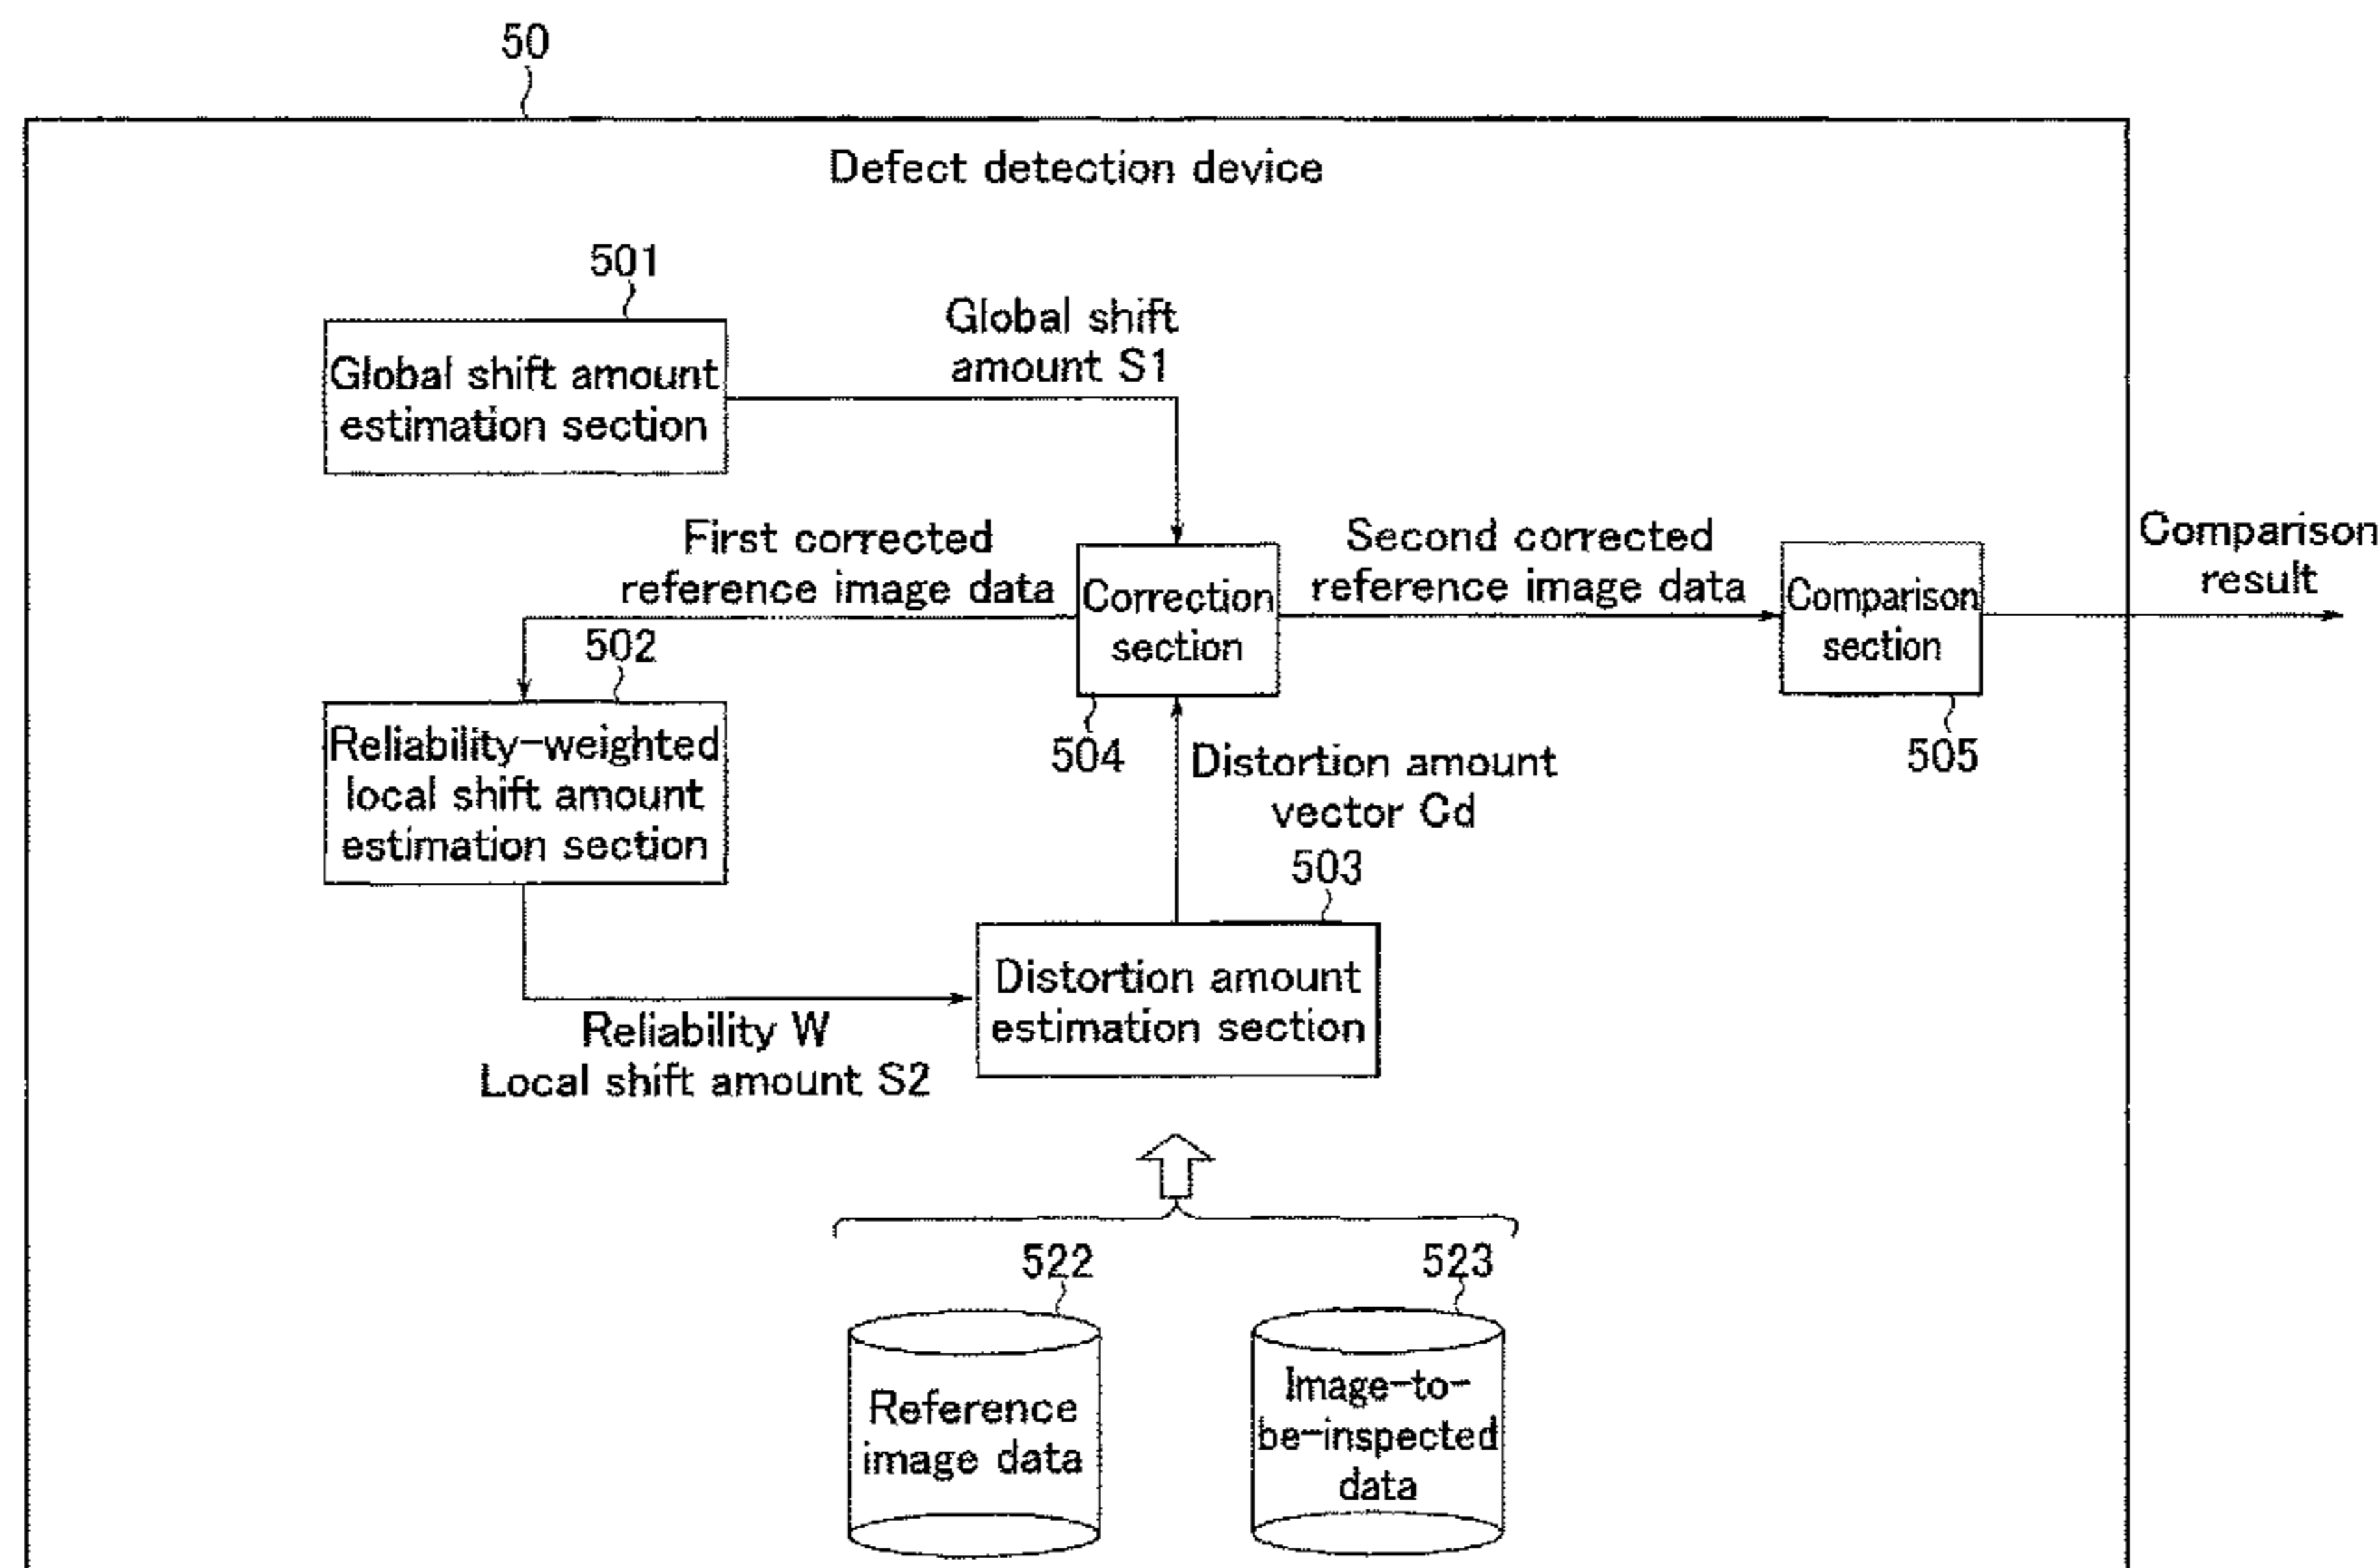 50
Defect detection device
501
Global shift amount
estimation section
Global shift
amount S1
First corrected
reference image data
Correction
section
504
Second corrected
reference image data
Comparison
section
505
Comparison
result
502
Reliability-weighted
local shift amount
estimation section
Distortion amount
vector Cd
503
Distortion amount
estimation section
Reliability W
Local shift amount S2
522
Reference
image data
523
Image-to-
be-inspected
data